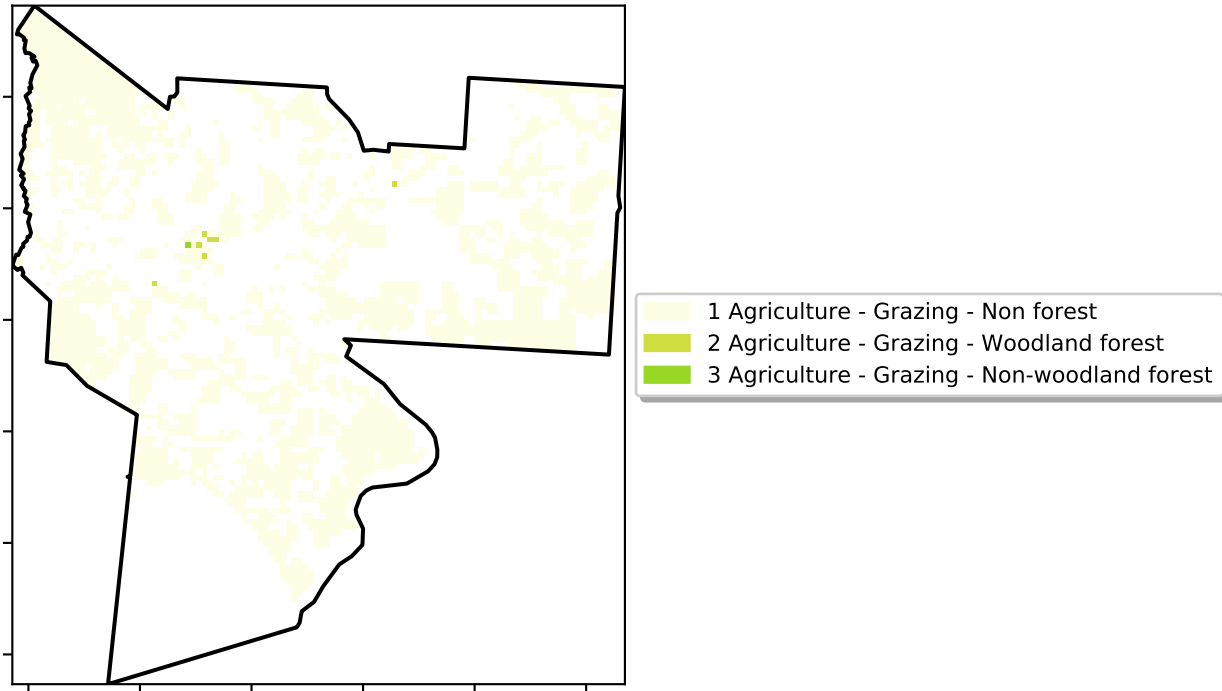 1 Agriculture - Grazing - Non forest
2 Agriculture - Grazing - Woodland forest
3 Agriculture - Grazing - Non-woodland forest